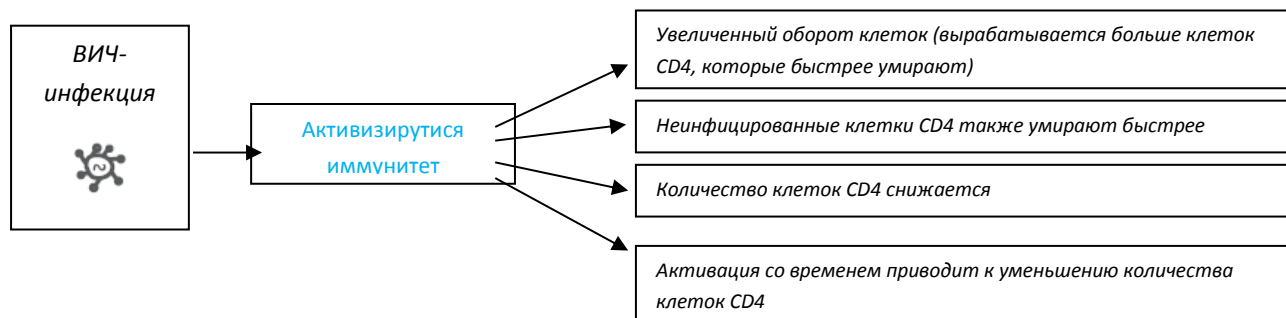 ВИЧ-
инфекция
Активизирутися
иммунитет
Увеличенный оборот клеток (вырабатывается больше клеток
CD4, которые быстрее умирают)
Неинфицированные клетки CD4 также умирают быстрее
Количество клеток CD4 снижается
Активация со временем приводит к уменьшению количества
клеток CD4